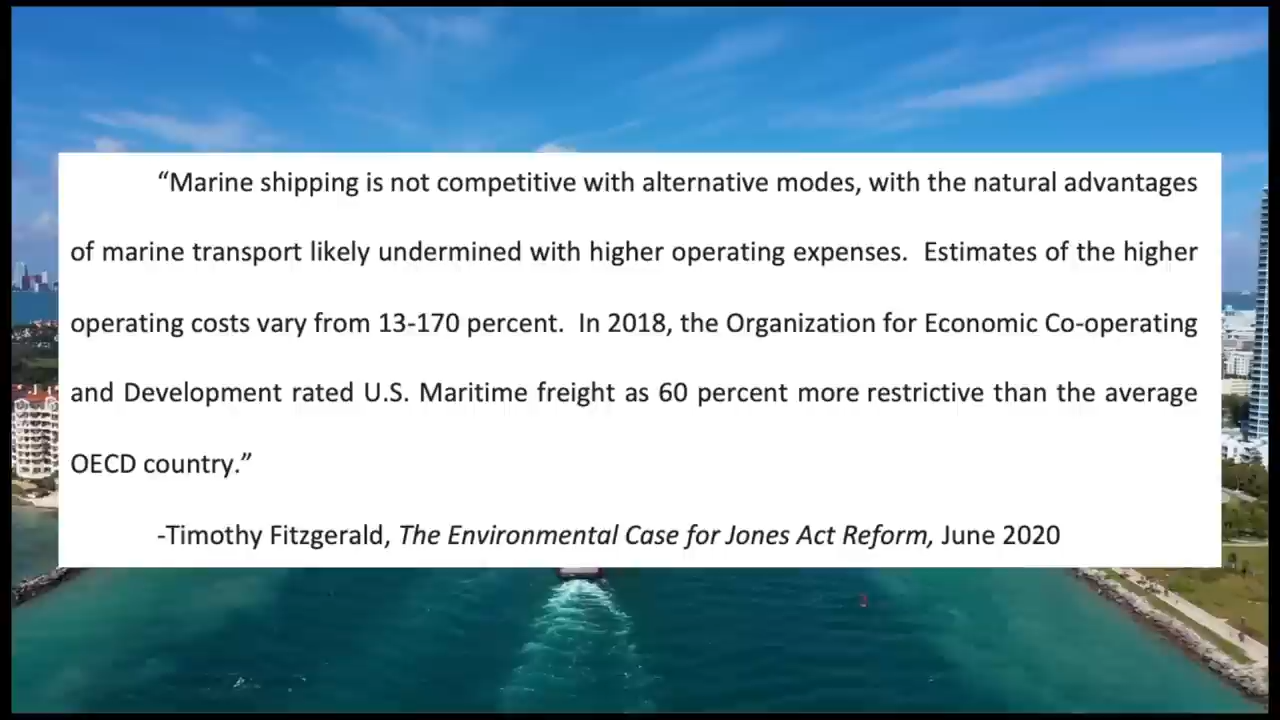 “Marine shipping is not competitive with alternative modes, with the natural advantages
of marine transport likely undermined with higher operating expenses.  Estimates of the higher
operating costs vary from 13-170 percent.  In 2018, the Organization for Economic Co-operating
and Development rated U.S. Maritime freight as 60 percent more restrictive than the average
OECD country.”
-Timothy Fitzgerald, The Environmental Case for Jones Act Reform, June 2020